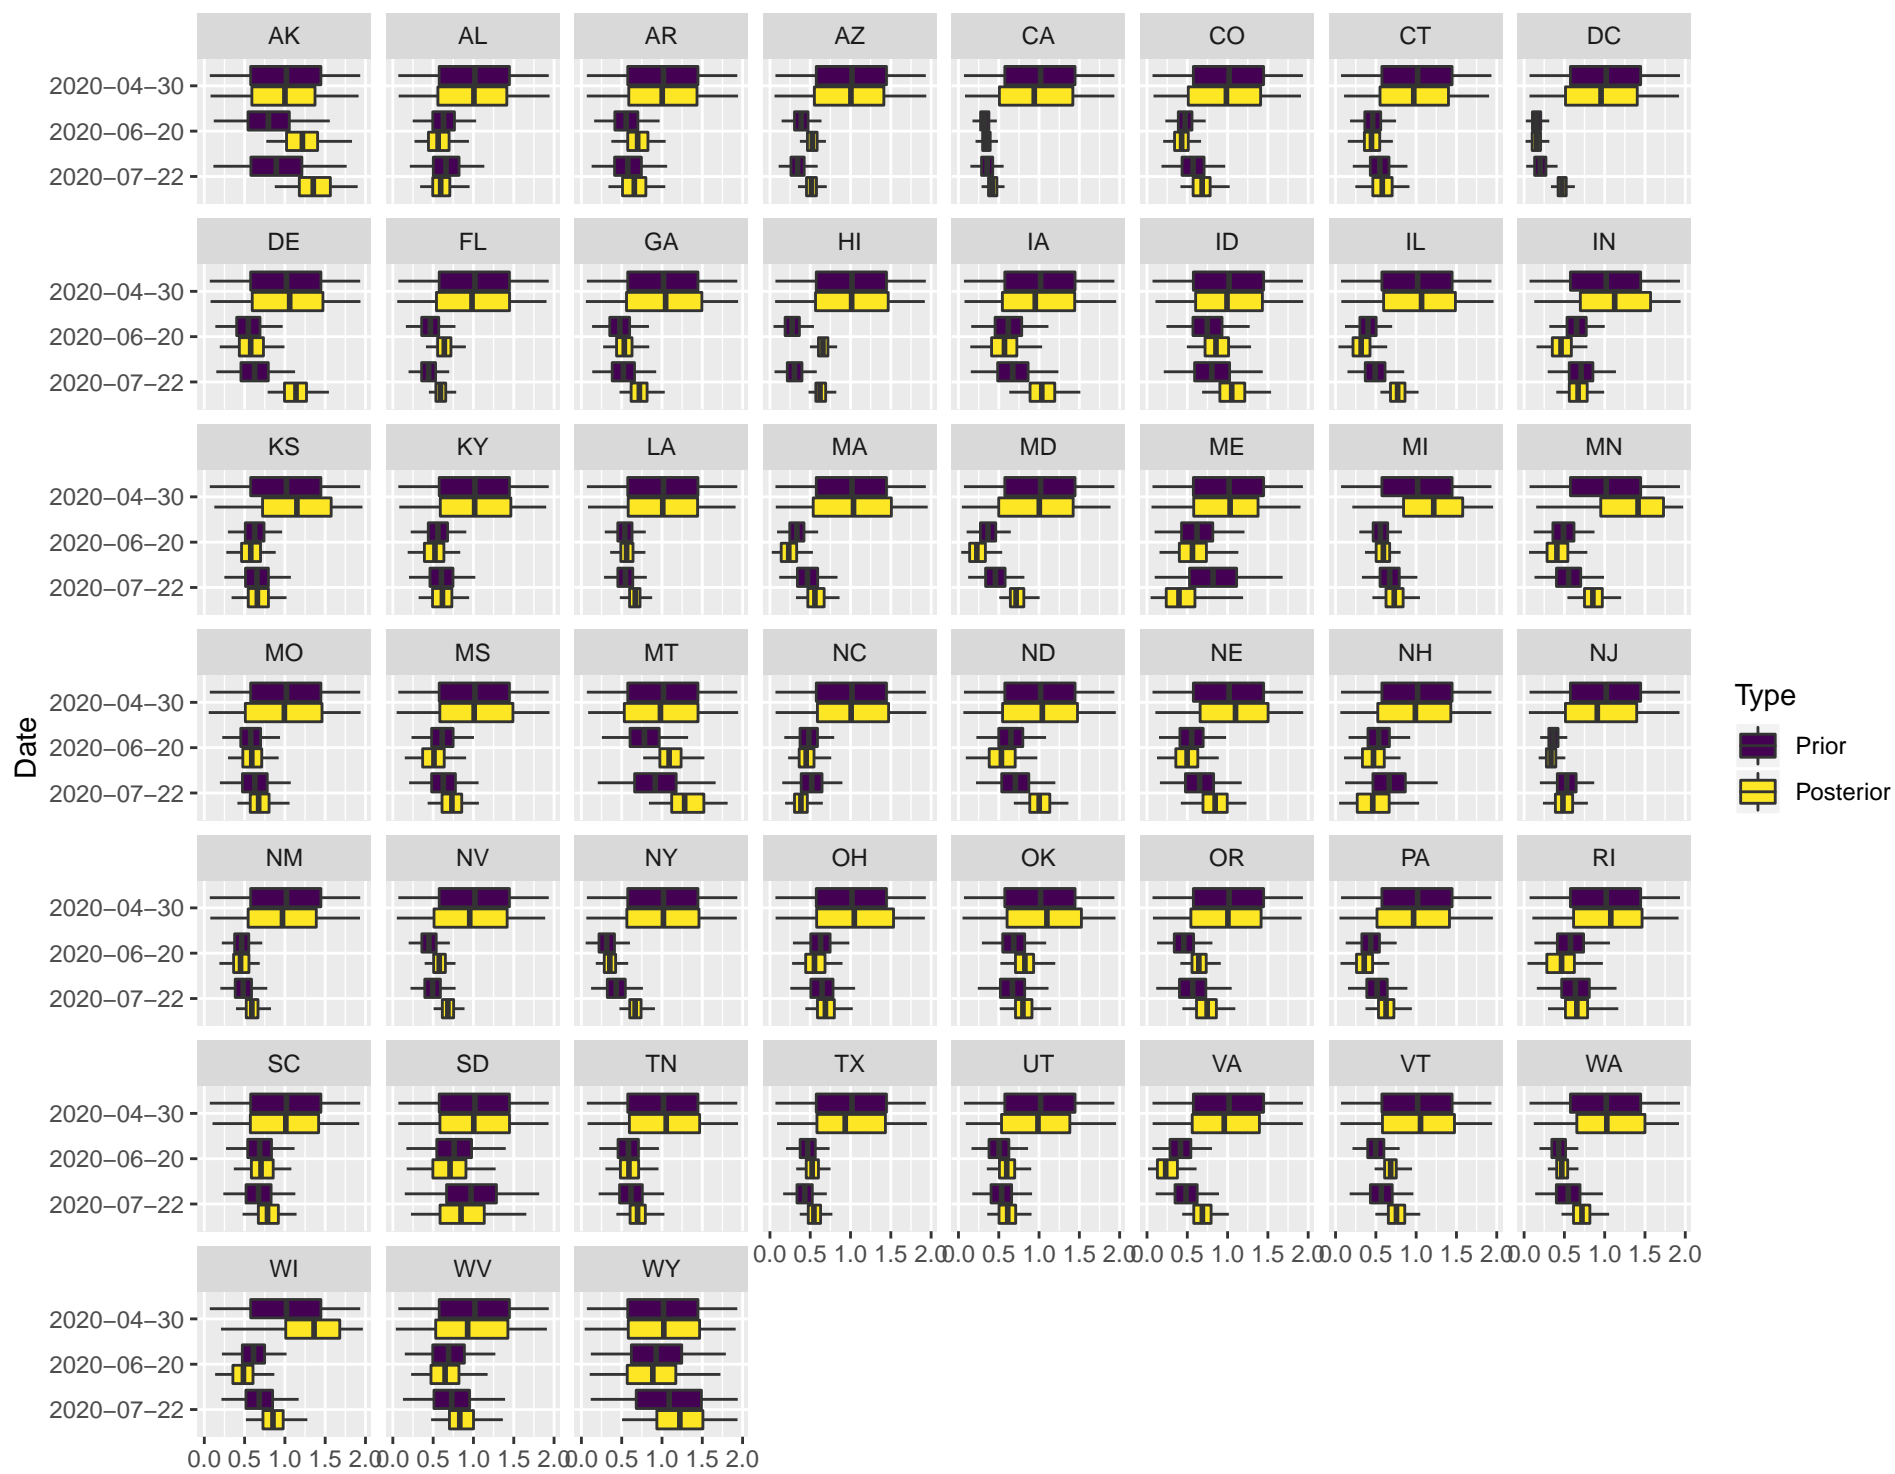 AK AL AR AZ CA CO CT DC
2020−04−30
2020−06−20
2020−07−22
DE FL GA HI IA ID IL IN
2020−04−30
2020−06−20
2020−07−22
KS KY LA MA MD ME MI MN
2020−04−30
2020−06−20
2020−07−22
MO MS MT NC ND NE NH NJ
2020−04−30
2020−06−20
2020−07−22
Date
Type
Prior
Posterior
NM NV NY OH OK OR PA RI
2020−04−30
2020−06−20
2020−07−22
SC SD TN TX UT VA VT WA
2020−04−30
2020−06−20
2020−07−22
0.0 0.5 1.0 1.5 2.0 0.0 0.5 1.0 1.5 2.0 0.0 0.5 1.0 1.5 2.0 0.0 0.5 1.0 1.5 2.0 0.0 0.5 1.0 1.5 2.0
WI WV WY
2020−04−30
2020−06−20
2020−07−22
0.0 0.5 1.0 1.5 2.0 0.0 0.5 1.0 1.5 2.0 0.0 0.5 1.0 1.5 2.0